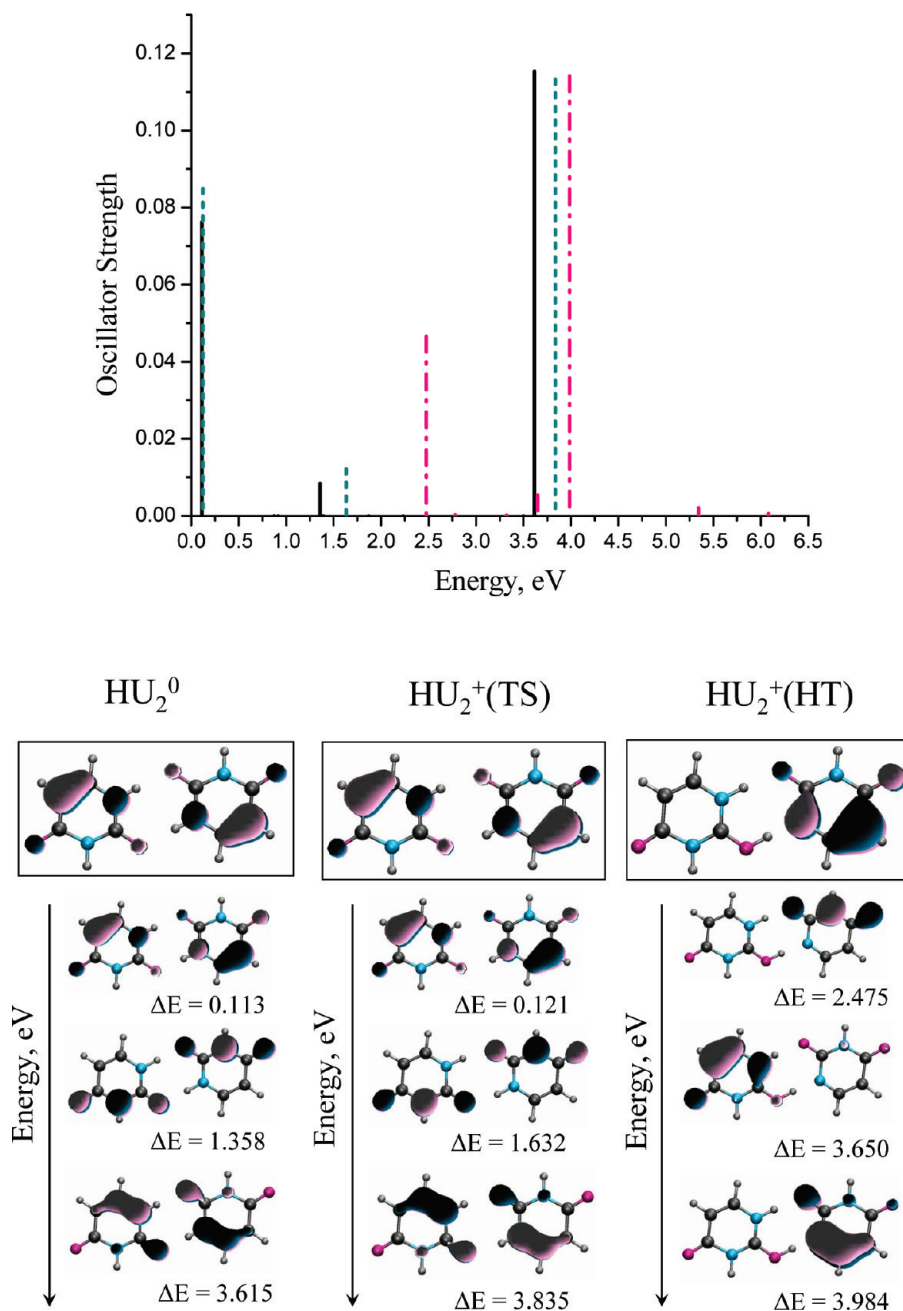 Oscillator Strength
0.12
0.10
0.08
0.06
0.04
0.02
0.00
0.0 0.5 1.0 1.5 2.0 2.5 3.0 3.5 4.0 4.5 5.0 5.5 6.0 6.5
Energy, eV
HU₂⁰ HU₂⁺(TS) HU₂⁺(HT)
Energy, eV
ΔE = 0.113
ΔE = 1.358
ΔE = 3.615
Energy, eV
ΔE = 0.121
ΔE = 1.632
ΔE = 3.835
Energy, eV
ΔE = 2.475
ΔE = 3.650
ΔE = 3.984